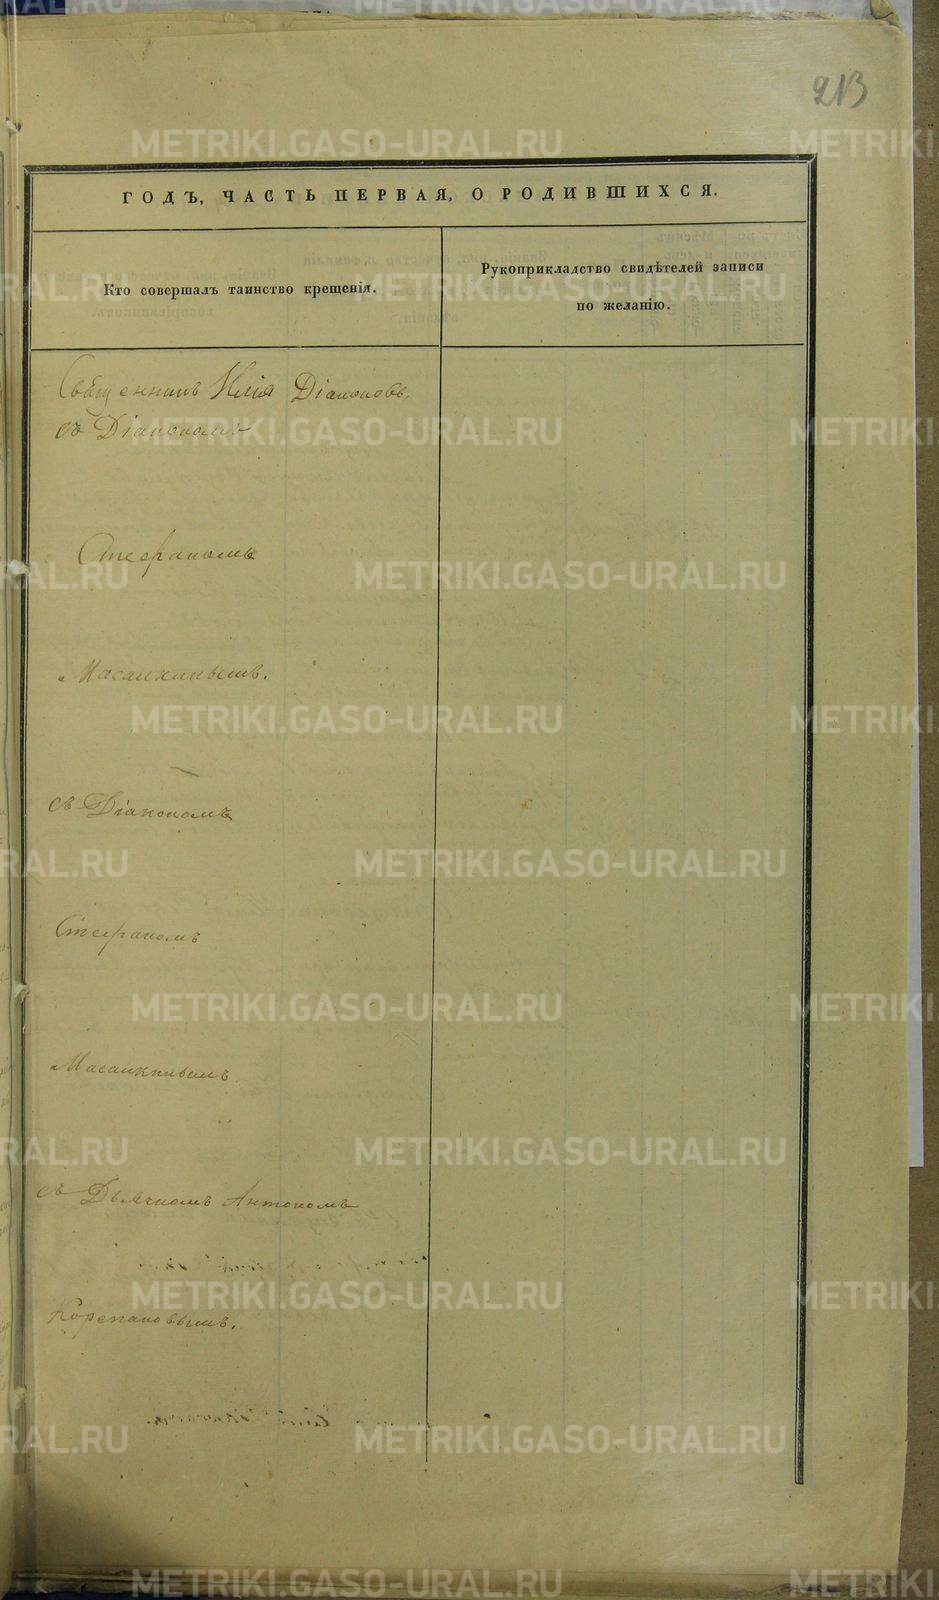 213
ГОДЪ, ЧАСТЬ ПЕРВАЯ, О РОДИВШИХСЯ.
Кто совершалъ таинство крещенія.
Рукоприкладство свидѣтелей записи
по желанію.
Священникъ Илія Діаконовъ
съ Діакономъ
Стефаномъ
Масалкинымъ.
съ Діакономъ
Стефаномъ
Масалкинымъ
съ Дьячкомъ Антономъ
Корепановымъ.
METRIKI.GASO-URAL.RU